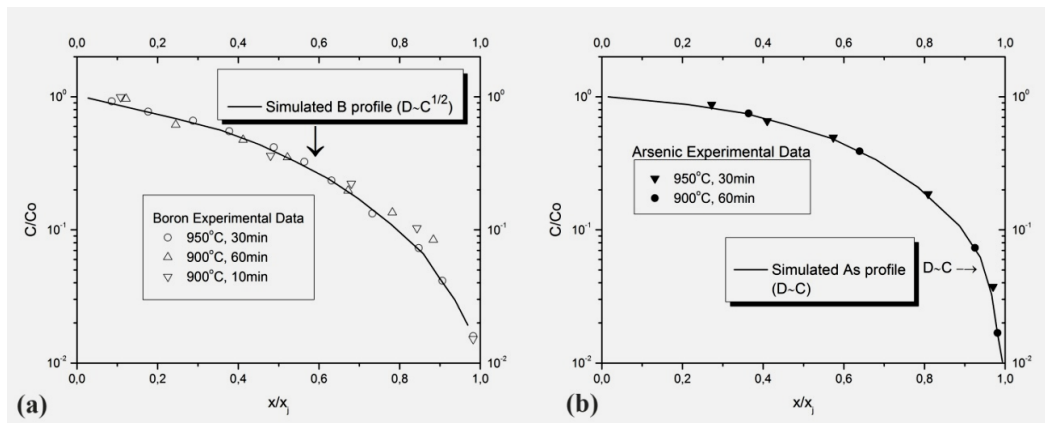 0,0 0,2 0,4 0,6 0,8 1,0
10⁰ 10⁰
10⁻¹ 10⁻¹
10⁻² 10⁻²
C/Co
Simulated B profile (D~C^1/2)
Boron Experimental Data
950°C, 30min
900°C, 60min
900°C, 10min
0,0 0,2 0,4 0,6 0,8 1,0
x/xⱼ
(a)
0,0 0,2 0,4 0,6 0,8 1,0
10⁰ 10⁰
10⁻¹ 10⁻¹
10⁻² 10⁻²
C/Co
Arsenic Experimental Data
950°C, 30min
900°C, 60min
Simulated As profile
(D~C)
D~C →
0,0 0,2 0,4 0,6 0,8 1,0
x/xⱼ
(b)